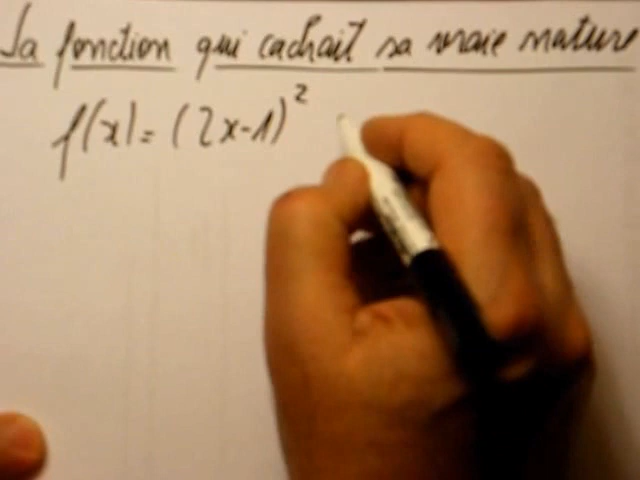 La fonction qui cachait sa vraie nature
f(x) = (2x-1)²